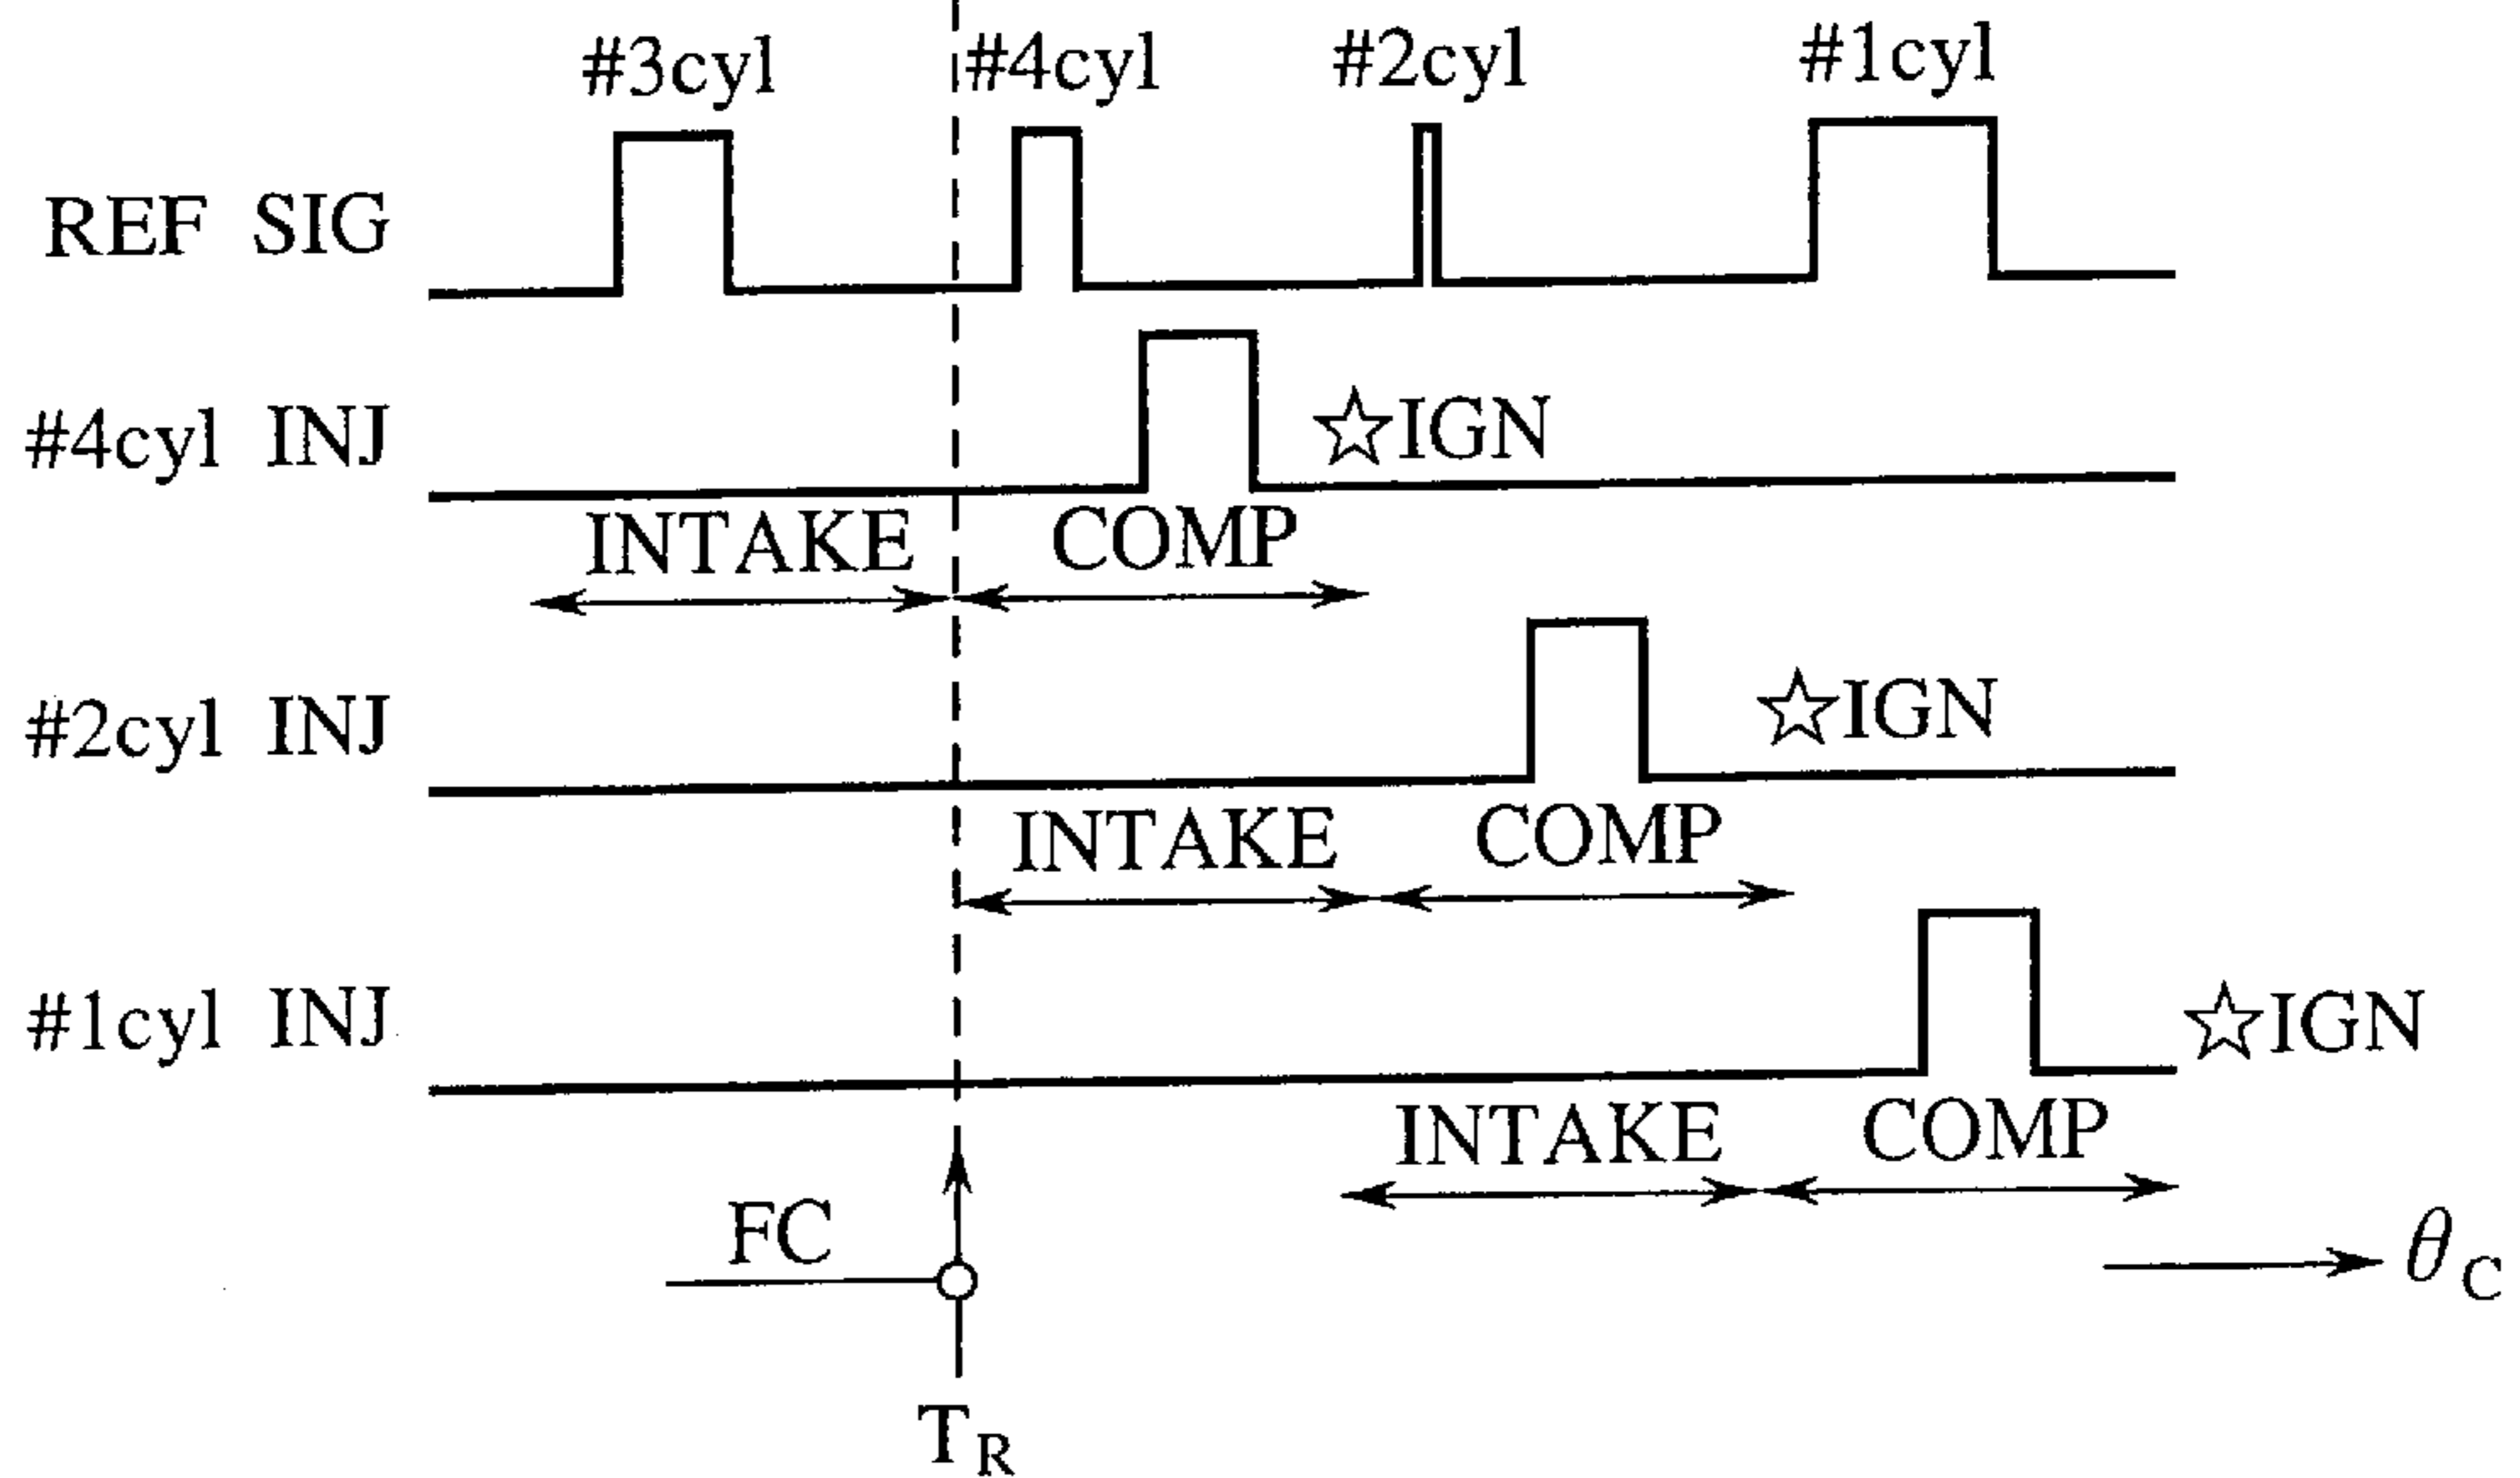 #3cyl #4cyl #2cyl #1cyl
REF SIG
#4cyl INJ ☆IGN
INTAKE COMP
#2cyl INJ ☆IGN
INTAKE COMP
#1cyl INJ ☆IGN
INTAKE COMP
FC θC
TR